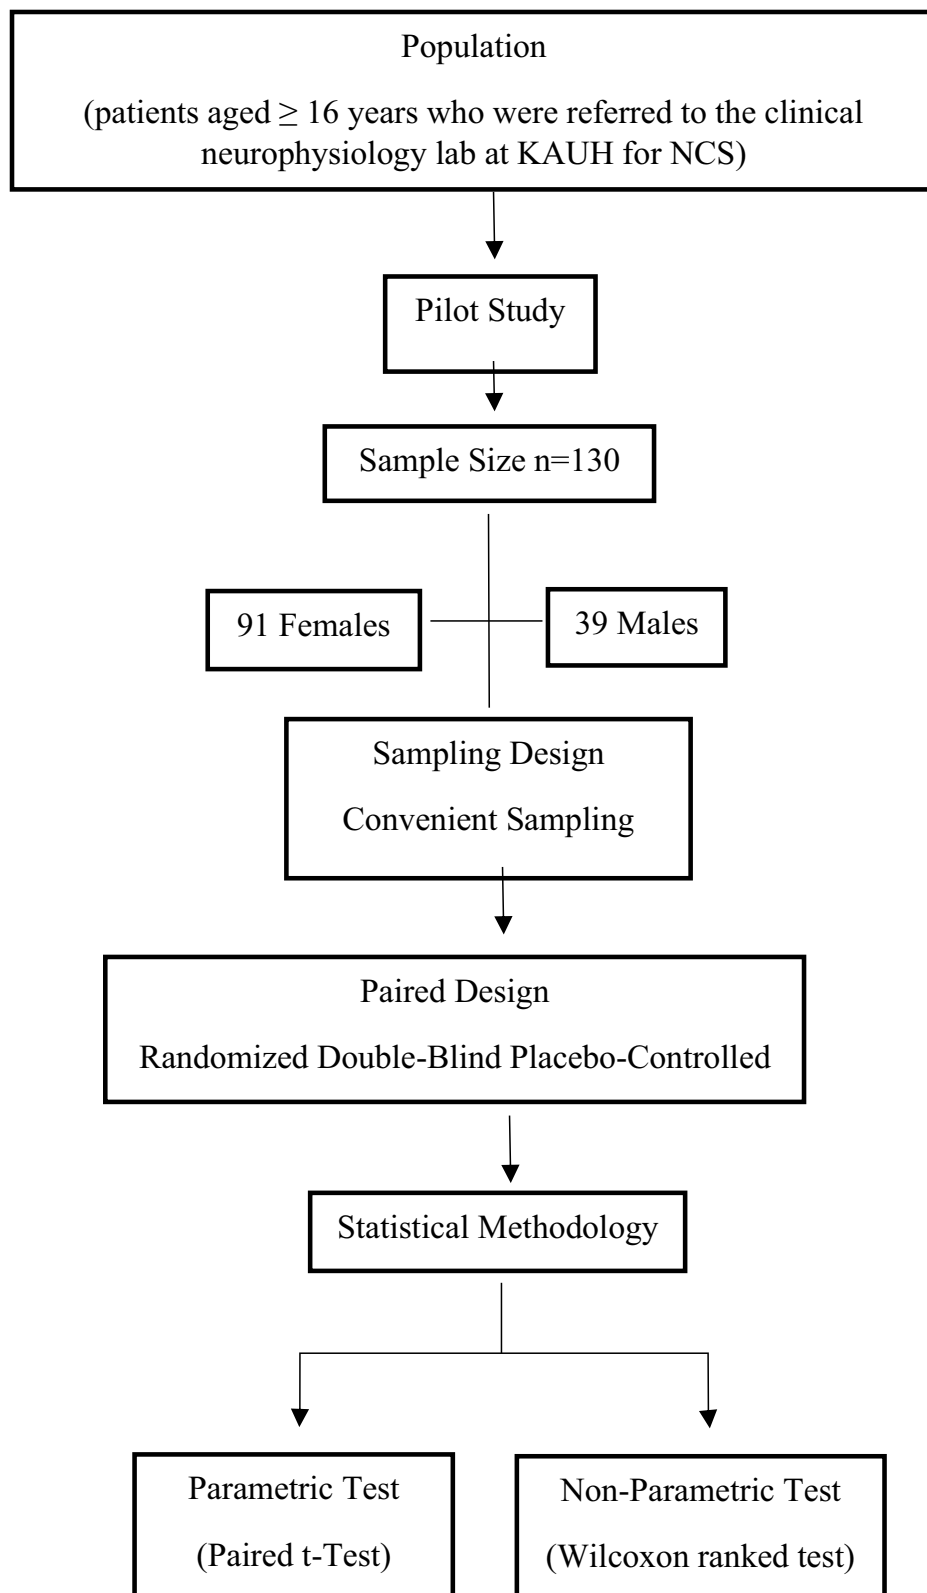 Population
(patients aged ≥ 16 years who were referred to the clinical
neurophysiology lab at KAUH for NCS)
Pilot Study
Sample Size n=130
91 Females
39 Males
Sampling Design
Convenient Sampling
Paired Design
Randomized Double-Blind Placebo-Controlled
Statistical Methodology
Parametric Test
(Paired t-Test)
Non-Parametric Test
(Wilcoxon ranked test)